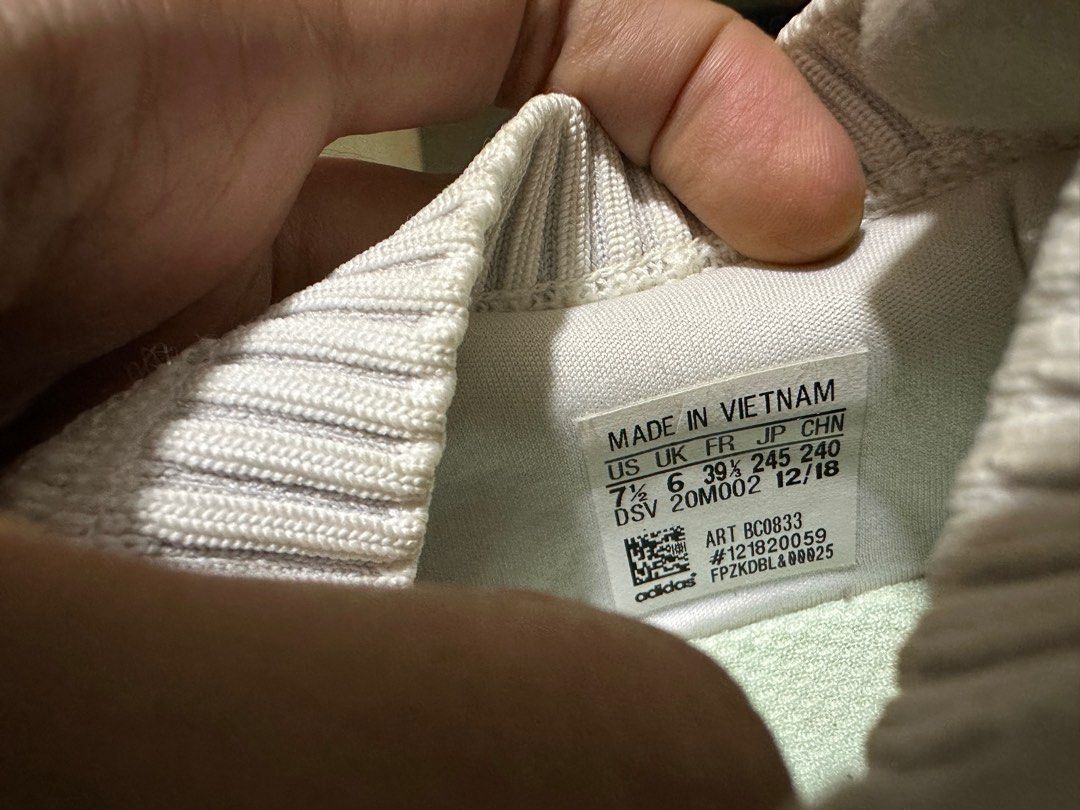 MADE IN VIETNAM
US UK FR JP CHN
7½ 6 39⅓ 245 240
DSV 20M002 12/18
ART BC0833
#121820059
FPZKDBL&00025
adidas